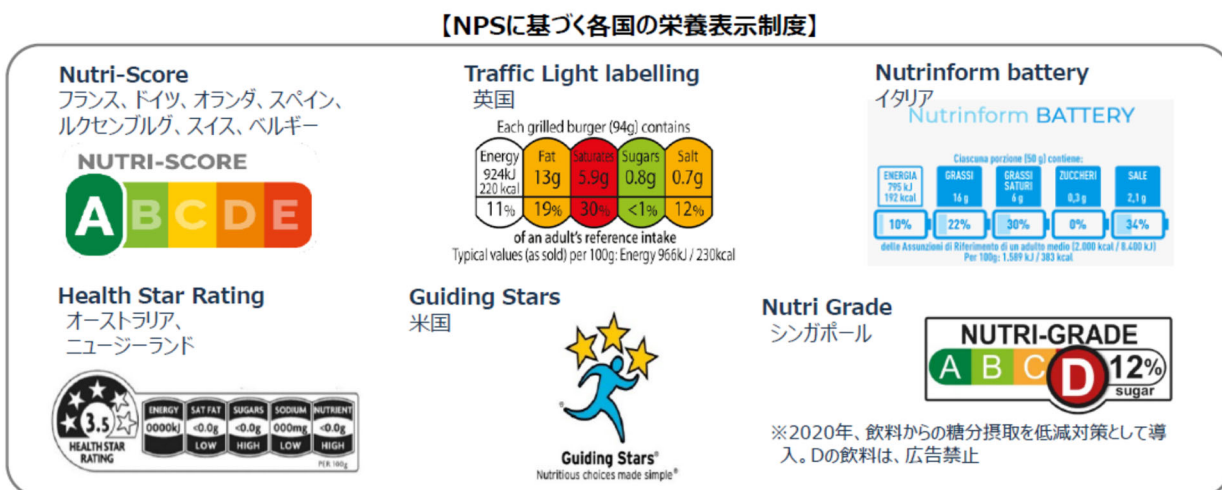 【NPSに基づく各国の栄養表示制度】
Nutri-Score
フランス、ドイツ、オランダ、スペイン、
ルクセンブルグ、スイス、ベルギー
NUTRI-SCORE
A B C D E
Traffic Light labelling
英国
Each grilled burger (94g) contains
Energy Fat Saturates Sugars Salt
924kJ 13g 5.9g 0.8g 0.7g
220 kcal
11% 19% 30% <1% 12%
of an adult's reference intake
Typical values (as sold) per 100g: Energy 966kJ / 230kcal
Nutrinform battery
イタリア
Nutrinform BATTERY
Ciascuna porzione (50 g) contiene:
ENERGIA GRASSI GRASSI ZUCCHERI SALE
795 kJ SATURI
192 kcal 16 g 6 g 0,3 g 2,1 g
10% 22% 30% 0% 34%
delle Assunzioni di Riferimento di un adulto medio (2.000 kcal / 8.400 kJ)
Per 100g: 1.589 kJ / 383 kcal
Health Star Rating
オーストラリア、
ニュージーランド
3.5
HEALTH STAR
RATING
ENERGY SAT FAT SUGARS SODIUM NUTRIENT
0000kJ <0.0g <0.0g 000mg <0.0g
LOW HIGH LOW HIGH
PER 100g
Guiding Stars
米国
®
Guiding Stars®
Nutritious choices made simple®
Nutri Grade
シンガポール
NUTRI-GRADE
A B C D 12%
sugar
※2020年、飲料からの糖分摂取を低減対策として導
入。Dの飲料は、広告禁止